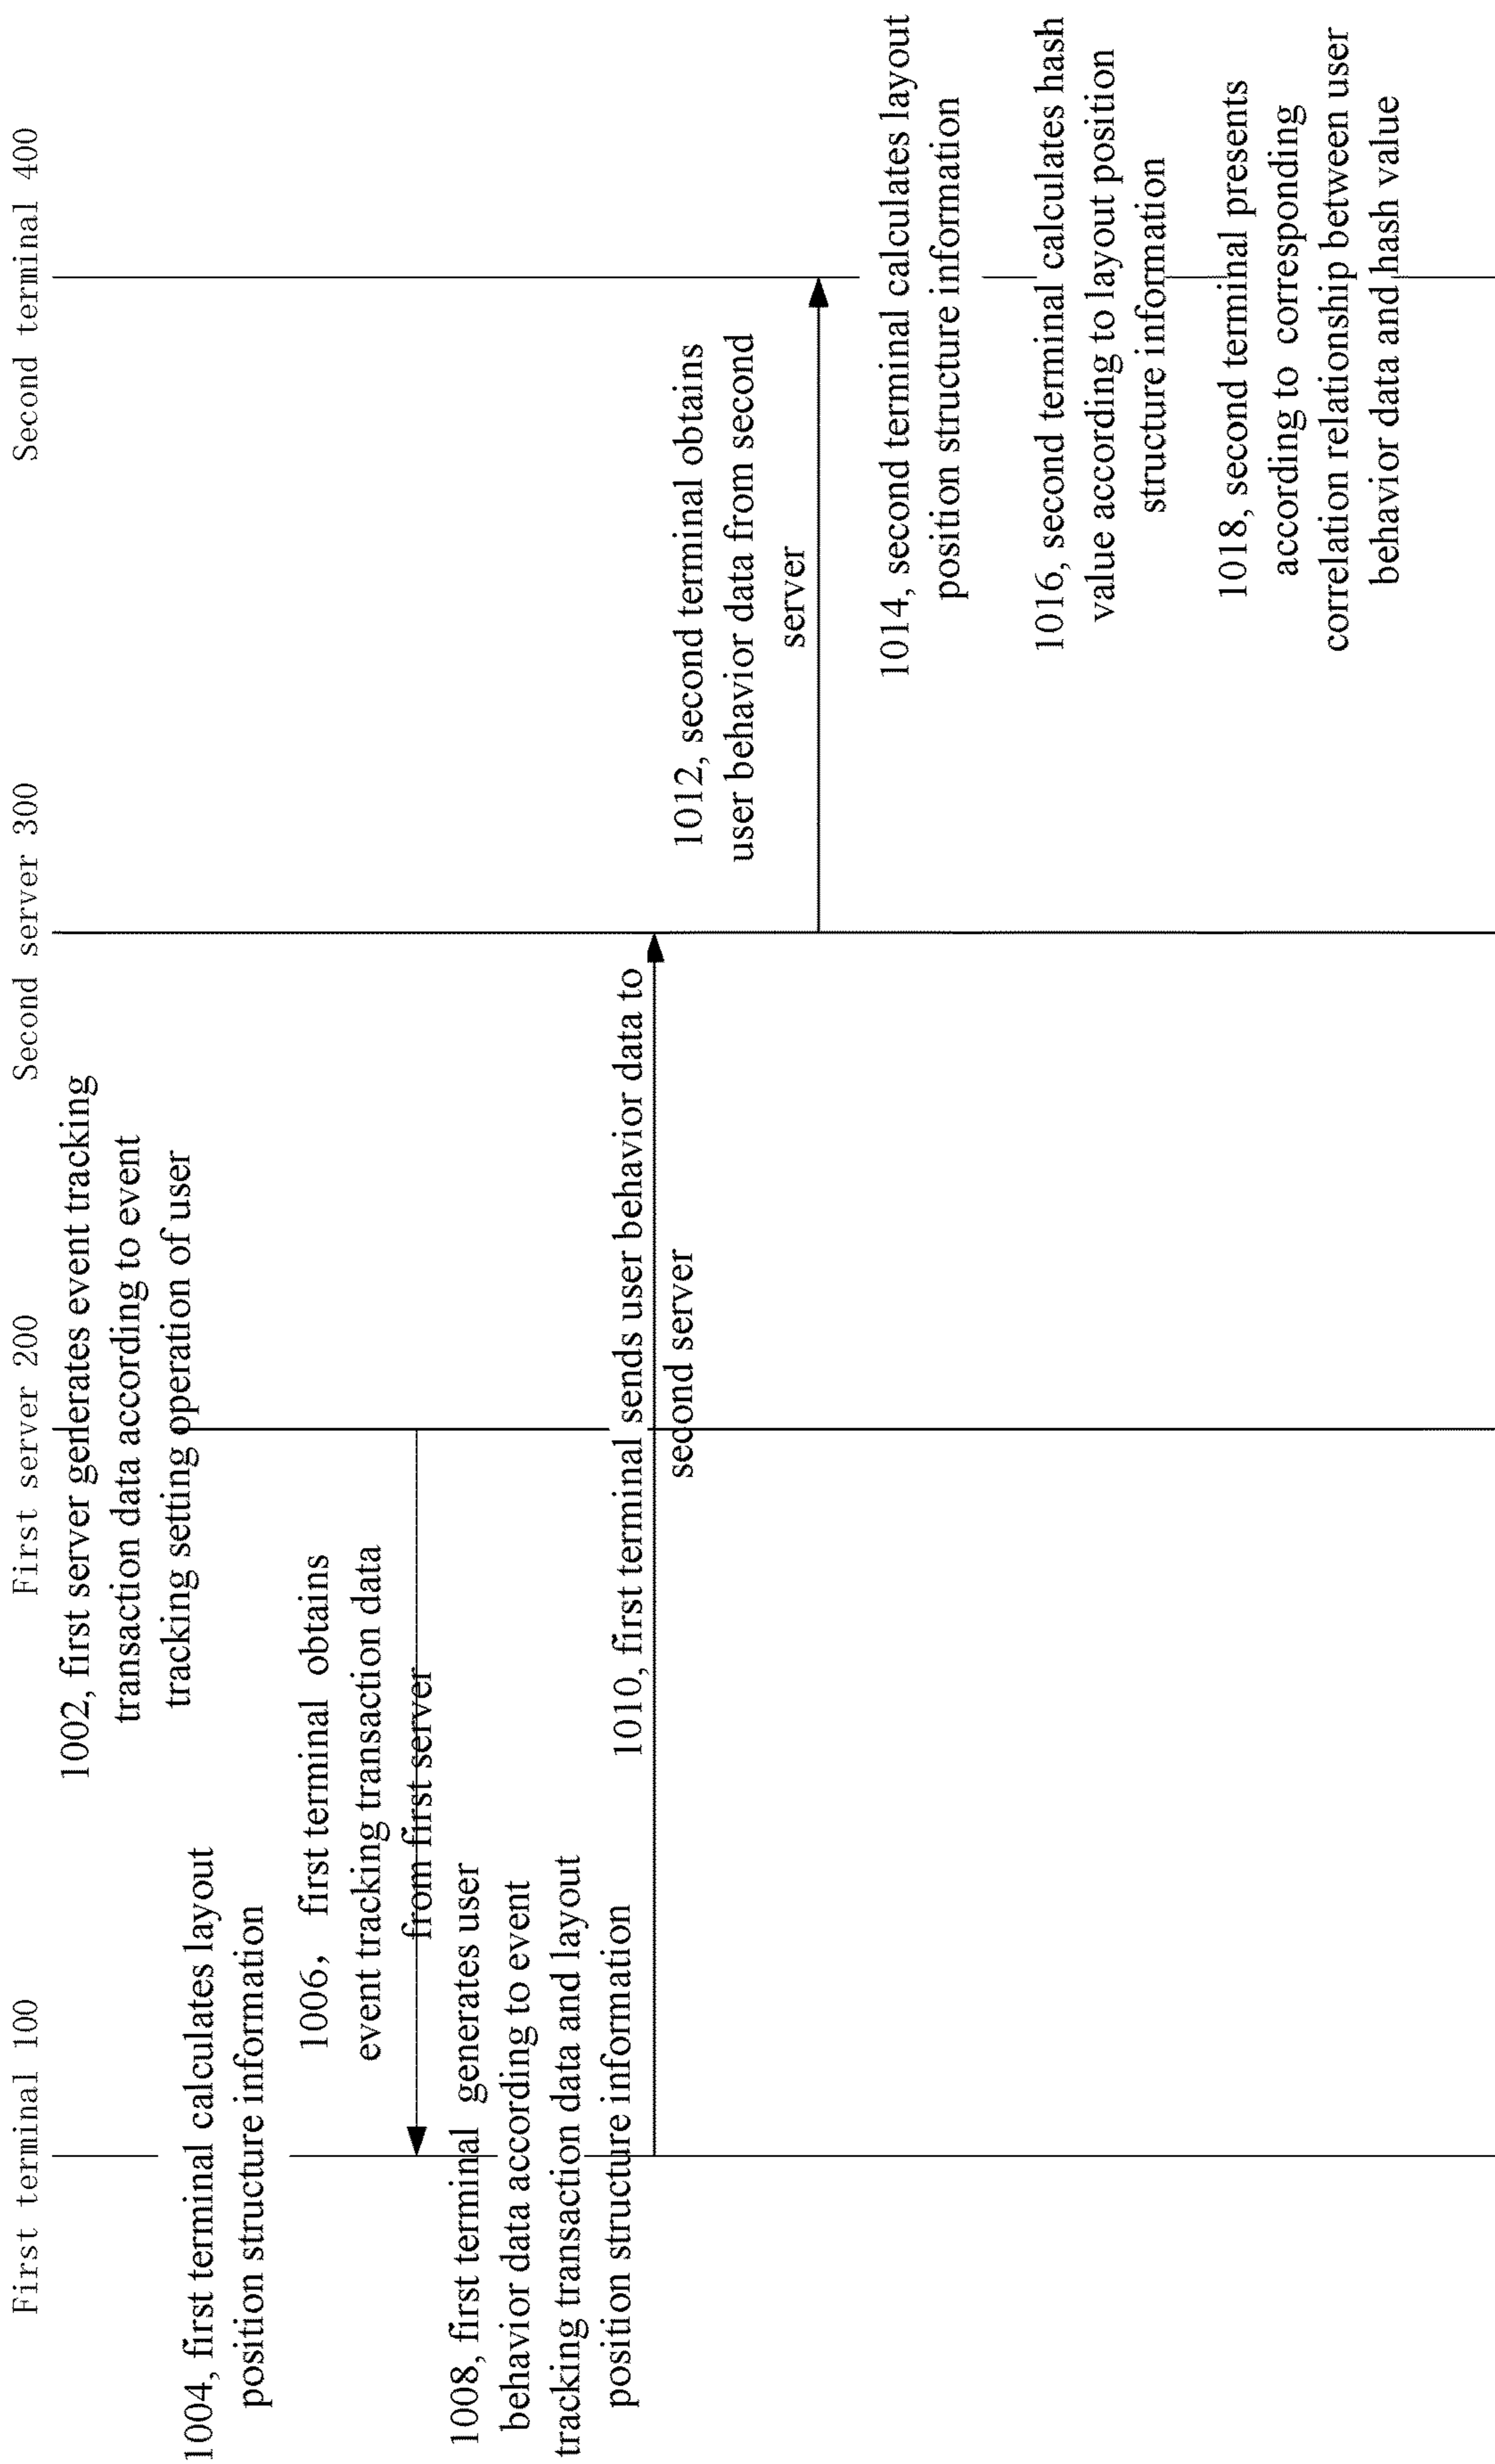 First terminal 100
First server 200
Second server 300
Second terminal 400
1002, first server generates event tracking
transaction data according to event
tracking setting operation of user
1004, first terminal calculates layout
position structure information
1006, first terminal obtains
event tracking transaction data
from first server
1008, first terminal generates user
behavior data according to event
tracking transaction data and layout
position structure information
1010, first terminal sends user behavior data to
second server
1012, second terminal obtains
user behavior data from second
server
1014, second terminal calculates layout
position structure information
1016, second terminal calculates hash
value according to layout position
structure information
1018, second terminal presents
according to corresponding
correlation relationship between user
behavior data and hash value